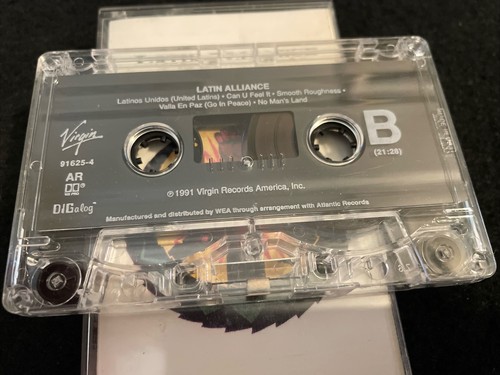 LATIN ALLIANCE
Latinos Unidos (United Latins) • Can U Feel It • Smooth Roughness •
Valla En Paz (Go In Peace) • No Man's Land
Virgin
B
91625-4
(21:25)
AR
DiGalog
℗1991 Virgin Records America, Inc.
Manufactured and distributed by WEA through arrangement with Atlantic Records